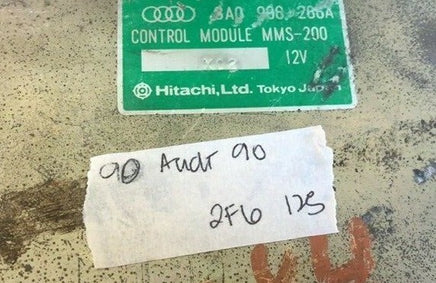 8A0 906 266A
CONTROL MODULE MMS-200
12V
Hitachi, Ltd. Tokyo Japan
90 Audi 90
2F6 125